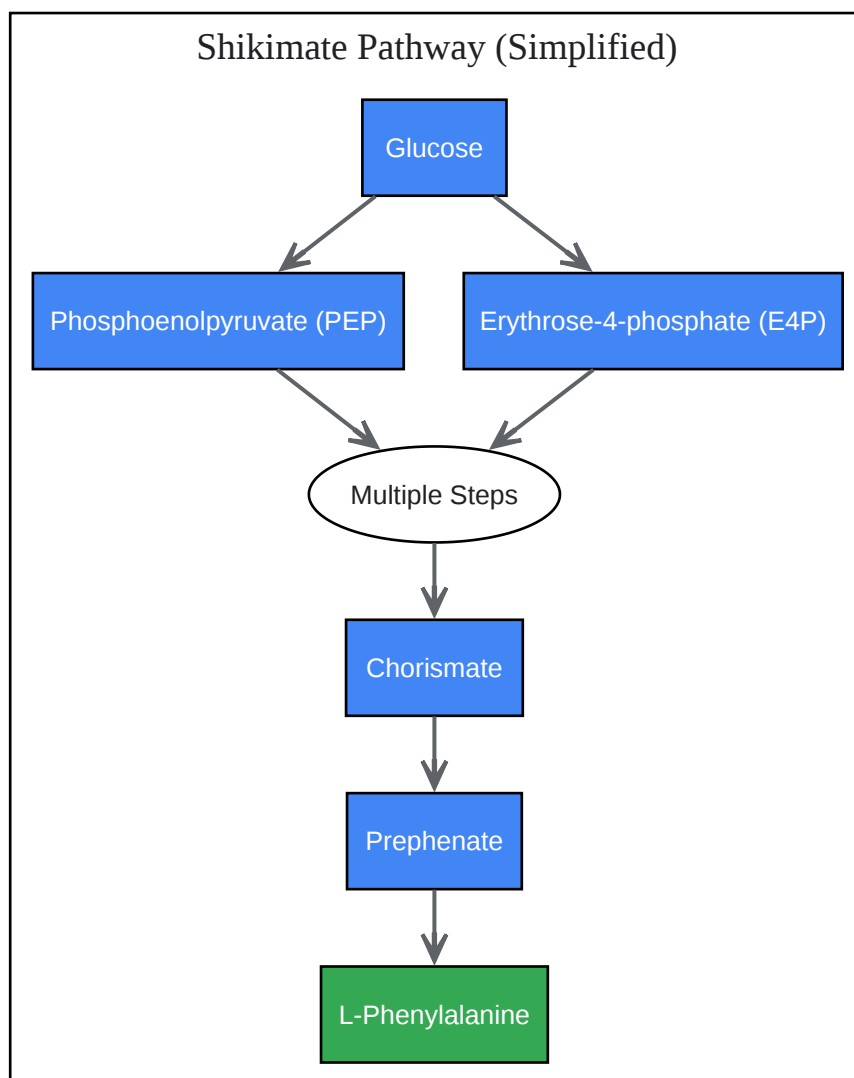 Shikimate Pathway (Simplified)
Glucose
Phosphoenolpyruvate (PEP)
Erythrose-4-phosphate (E4P)
Multiple Steps
Chorismate
Prephenate
L-Phenylalanine